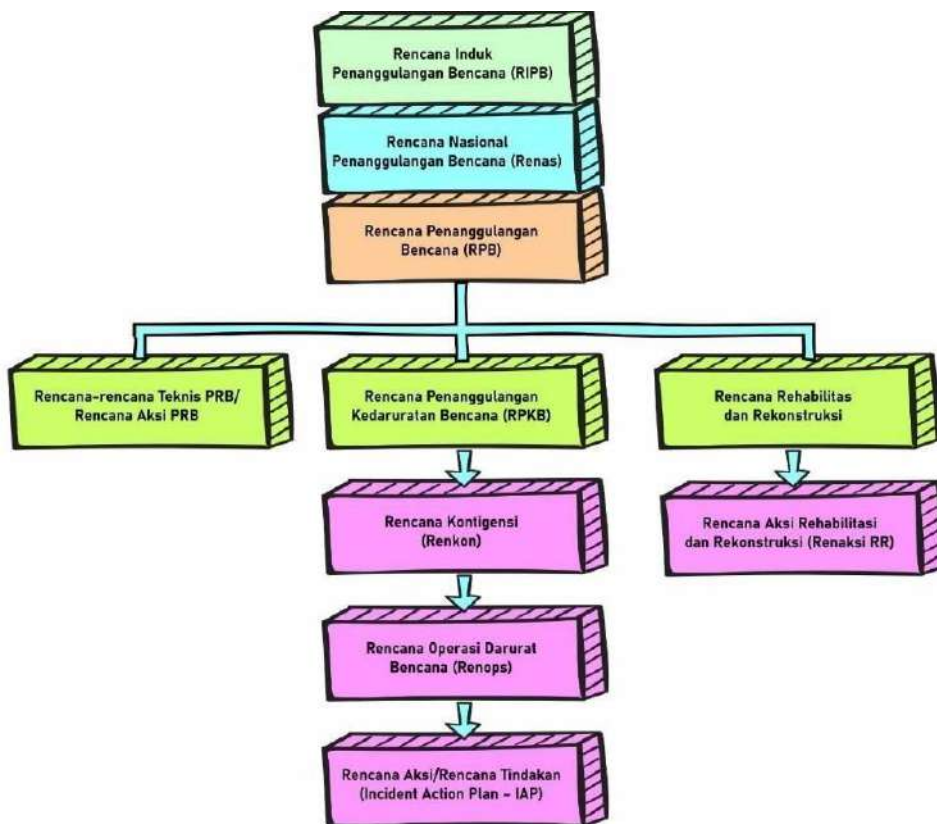 Rencana Induk
Penanggulangan Bencana (RIPB)
Rencana Nasional
Penanggulangan Bencana (Renas)
Rencana Penanggulangan
Bencana (RPB)
Rencana-rencana Teknis PRB/
Rencana Aksi PRB
Rencana Penanggulangan
Kedaruratan Bencana (RPKB)
Rencana Rehabilitas
dan Rekonstruksi
Rencana Kontigensi
(Renkon)
Rencana Aksi Rehabilitasi
dan Rekonstruksi (Renaksi RR)
Rencana Operasi Darurat
Bencana (Renops)
Rencana Aksi/Rencana Tindakan
(Incident Action Plan – IAP)